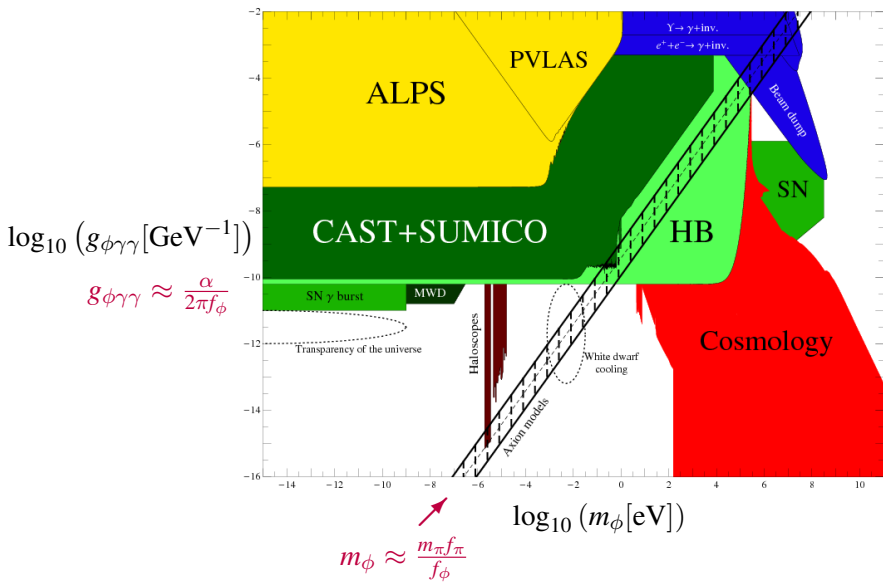 −2
−4
−6
−8
−10
−12
−14
−16
ALPS
PVLAS
ϒ→ γ+inv.
e⁺+e⁻→ γ+inv.
Beam dump
CAST+SUMICO
HB
SN
log₁₀ (g_ϕγγ[GeV⁻¹])
g_ϕγγ ≈ α/2πf_ϕ
SN γ burst
MWD
Transparency of the universe
Haloscopes
White dwarf
cooling
Cosmology
Axion models
−14 −12 −10 −8 −6 −4 −2 0 2 4 6 8 10
log₁₀ (m_ϕ[eV])
m_ϕ ≈ m_πf_π/f_ϕ